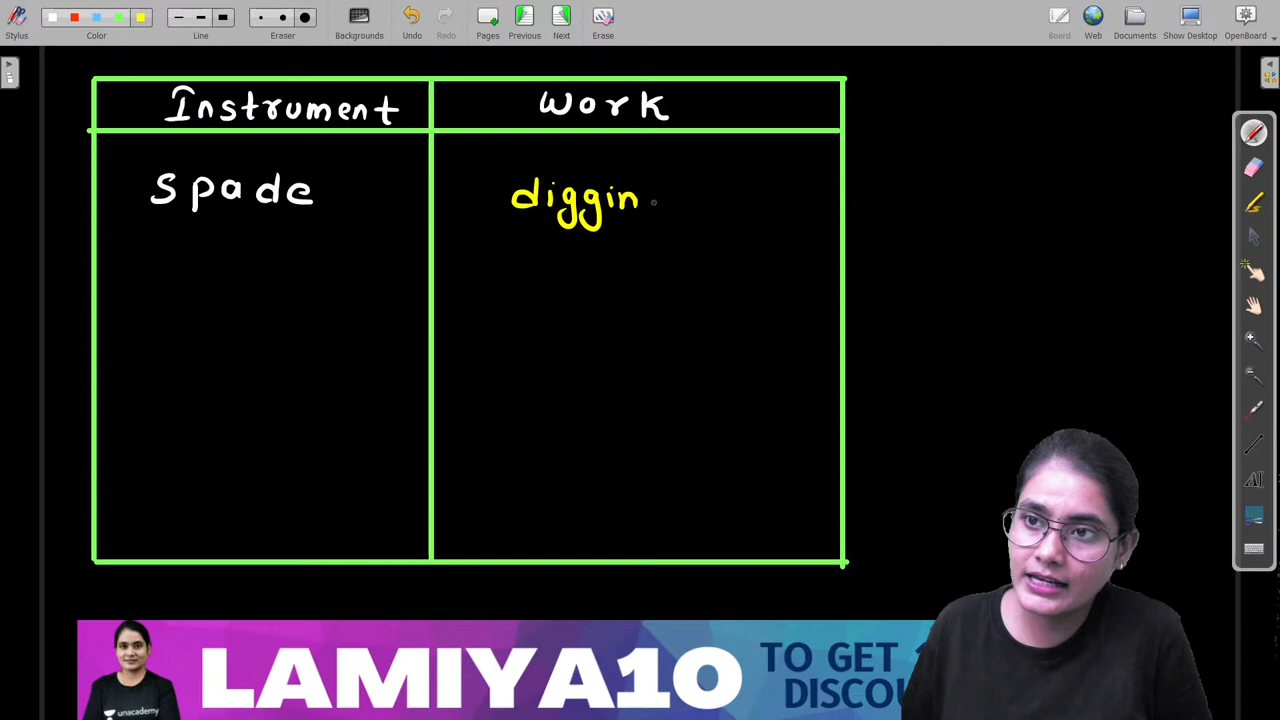 Stylus
Color
Line
Eraser
Backgrounds
Undo
Redo
Pages
Previous
Next
Erase
Board
Web
Documents
Show Desktop
OpenBoard
Instrument Work
Spade diggin
unacademy
LAMIYA10
TO GET
DISCOU